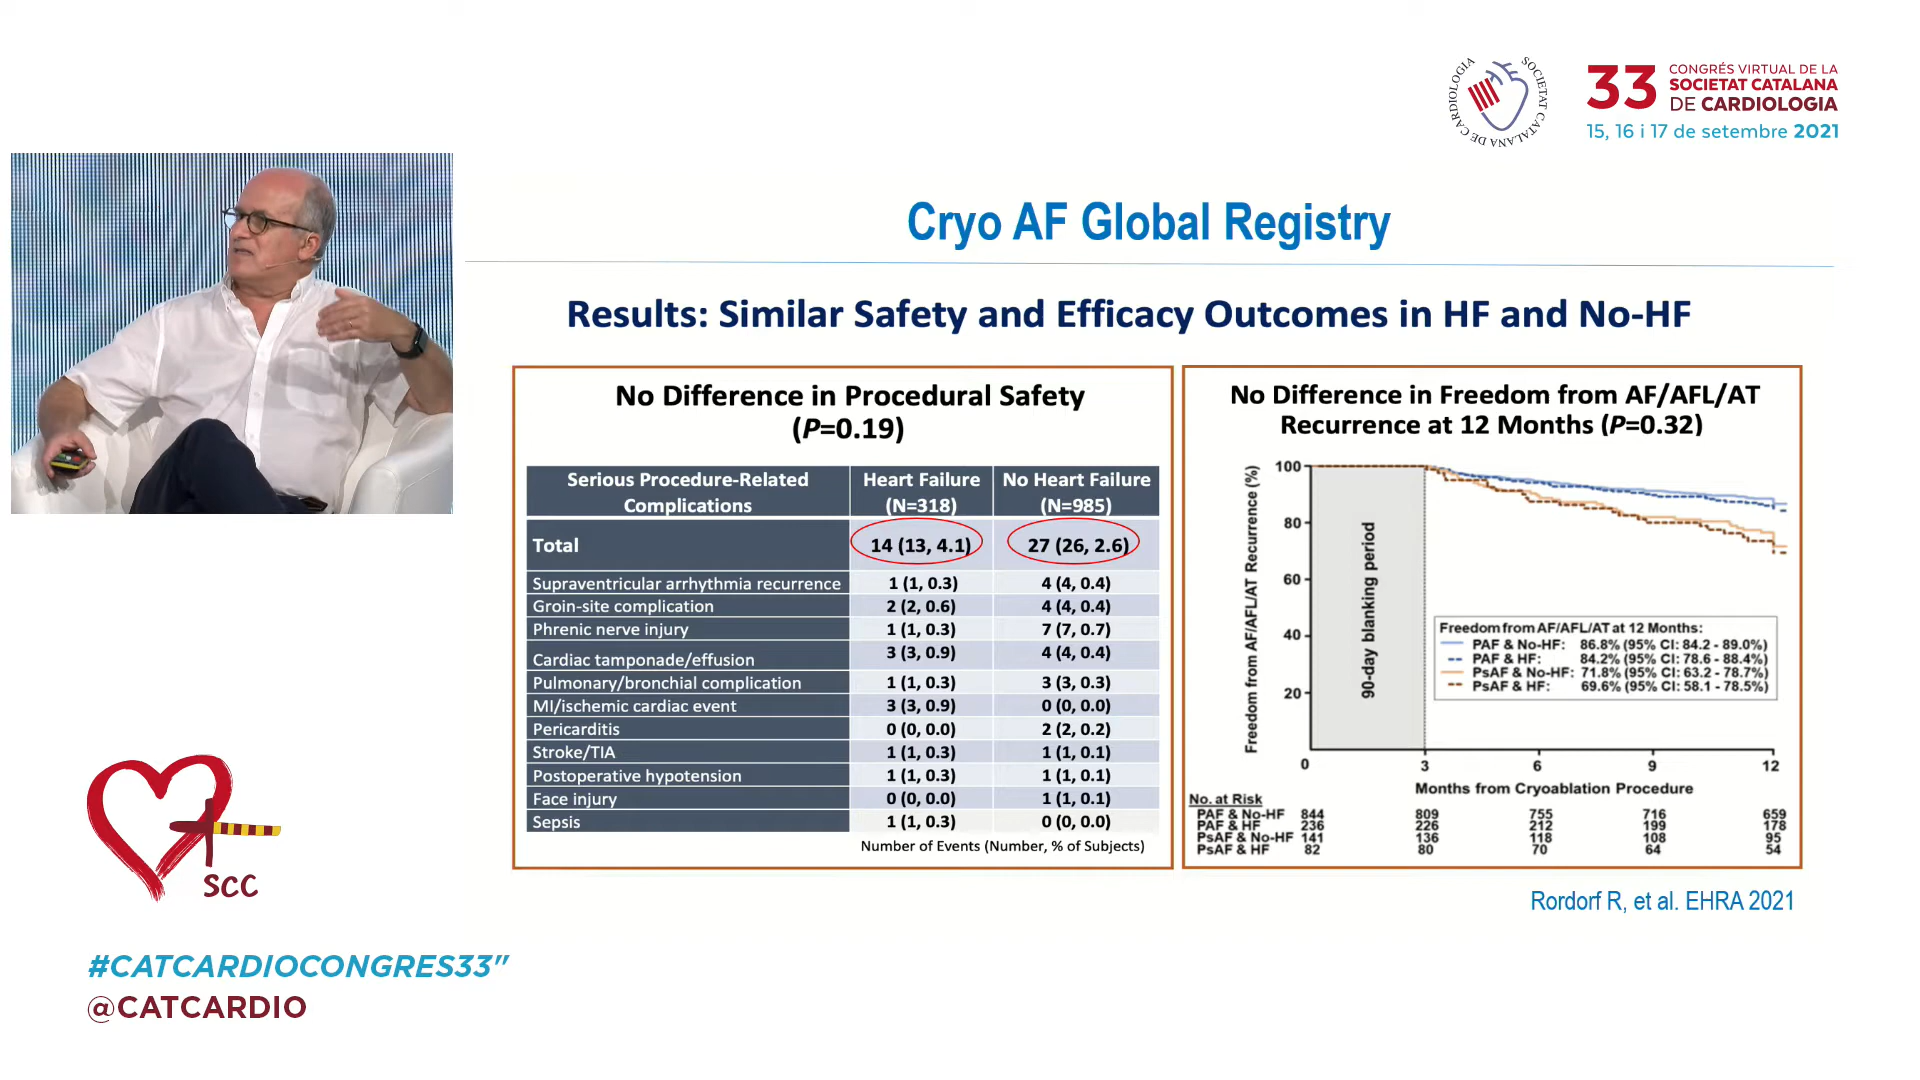 SOCIETAT CATALANA DE CARDIOLOGIA
33
CONGRÉS VIRTUAL DE LA
SOCIETAT CATALANA
DE CARDIOLOGIA
15, 16 i 17 de setembre 2021
Cryo AF Global Registry
Results: Similar Safety and Efficacy Outcomes in HF and No-HF
No Difference in Procedural Safety
(P=0.19)
Serious Procedure-Related Complications | Heart Failure (N=318) | No Heart Failure (N=985)
Total 14 (13, 4.1) 27 (26, 2.6)
Supraventricular arrhythmia recurrence 1 (1, 0.3) 4 (4, 0.4)
Groin-site complication 2 (2, 0.6) 4 (4, 0.4)
Phrenic nerve injury 1 (1, 0.3) 7 (7, 0.7)
Cardiac tamponade/effusion 3 (3, 0.9) 4 (4, 0.4)
Pulmonary/bronchial complication 1 (1, 0.3) 3 (3, 0.3)
MI/ischemic cardiac event 3 (3, 0.9) 0 (0, 0.0)
Pericarditis 0 (0, 0.0) 2 (2, 0.2)
Stroke/TIA 1 (1, 0.3) 1 (1, 0.1)
Postoperative hypotension 1 (1, 0.3) 1 (1, 0.1)
Face injury 0 (0, 0.0) 1 (1, 0.1)
Sepsis 1 (1, 0.3) 0 (0, 0.0)
Number of Events (Number, % of Subjects)
No Difference in Freedom from AF/AFL/AT
Recurrence at 12 Months (P=0.32)
Freedom from AF/AFL/AT Recurrence (%)
100
80
60
40
20
0 3 6 9 12
90-day blanking period
Freedom from AF/AFL/AT at 12 Months:
PAF & No-HF: 86.8% (95% CI: 84.2 - 89.0%)
PAF & HF: 84.2% (95% CI: 78.6 - 88.4%)
PsAF & No-HF: 71.8% (95% CI: 63.2 - 78.7%)
PsAF & HF: 69.6% (95% CI: 58.1 - 78.5%)
Months from Cryoablation Procedure
No. at Risk
PAF & No-HF 844 809 755 716 659
PAF & HF 236 226 212 199 178
PsAF & No-HF 141 136 118 108 95
PsAF & HF 82 80 70 64 54
Rordorf R, et al. EHRA 2021
SCC
#CATCARDIOCONGRES33"
@CATCARDIO